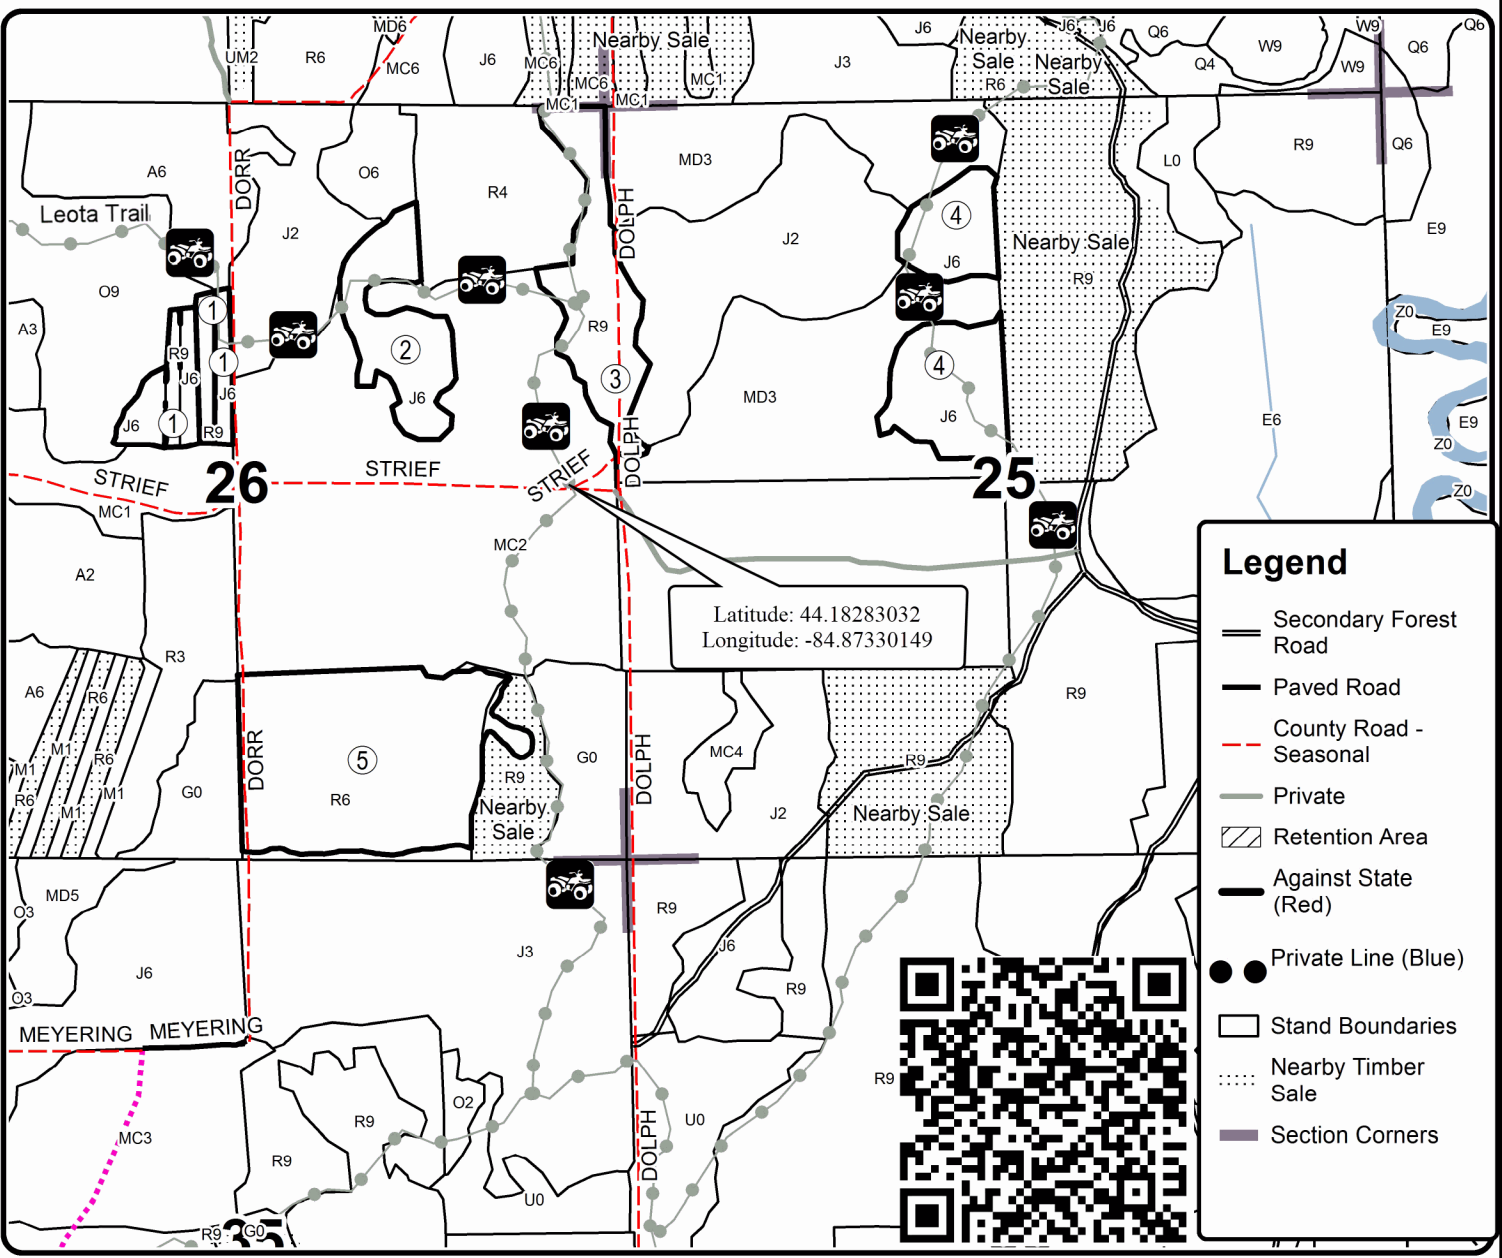 MD6
UM2
R6
MC6
J6
MC6
Nearby Sale
MC6
MC1
MC1
MC1
J3
J6
Nearby
Sale
R6
Nearby
Sale
J6
J6
Q6
Q4
W9
W9
W9
Q6
Q6
A6
DORR
O6
R4
MD3
DOLPH
J2
4
J6
Nearby Sale
R9
L0
R9
Q6
E9
Leota Trail
J2
O9
A3
1
R9
1
J6
J6
J6
1
R9
2
J6
R9
3
DOLPH
MD3
4
J6
Z0
E9
E6
E9
Z0
Z0
STRIEF
26
STRIEF
STRIEF
25
MC1
A2
MC2
Latitude: 44.18283032
Longitude: -84.87330149
R3
A6
R6
M1
R6
M1
M1
R6
M1
G0
DORR
5
R6
R9
Nearby
Sale
G0
DOLPH
MC4
J2
R9
Nearby Sale
R9
MD5
O3
J6
O3
J3
R9
J6
R9
MEYERING
MEYERING
MC3
R9
R9
O2
U0
DOLPH
U0
R9
R9
G0
35
Legend
Secondary Forest
Road
Paved Road
County Road -
Seasonal
Private
Retention Area
Against State
(Red)
Private Line (Blue)
Stand Boundaries
Nearby Timber
Sale
Section Corners